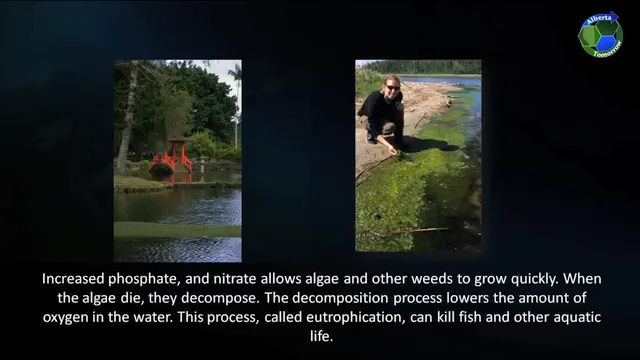 Alberta
Tomorrow
Increased phosphate, and nitrate allows algae and other weeds to grow quickly. When
the algae die, they decompose. The decomposition process lowers the amount of
oxygen in the water. This process, called eutrophication, can kill fish and other aquatic
life.